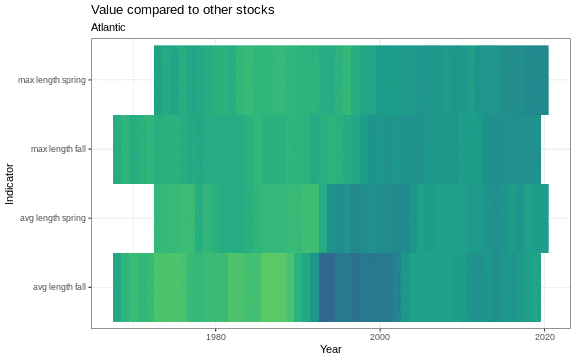 Value compared to other stocks
Atlantic
max length spring
max length fall
avg length spring
avg length fall
Indicator
1980
2000
2020
Year